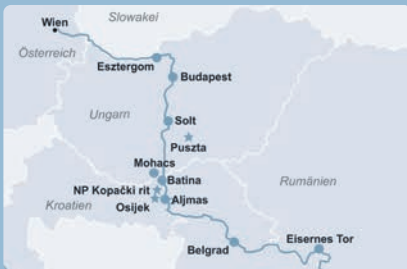 Slowakei
Wien
Österreich
Esztergom
Budapest
Ungarn
Solt
Puszta
Mohacs
Batina
NP Kopački rit
Rumänien
Kroatien
Osijek
Aljmas
Belgrad
Eisernes Tor